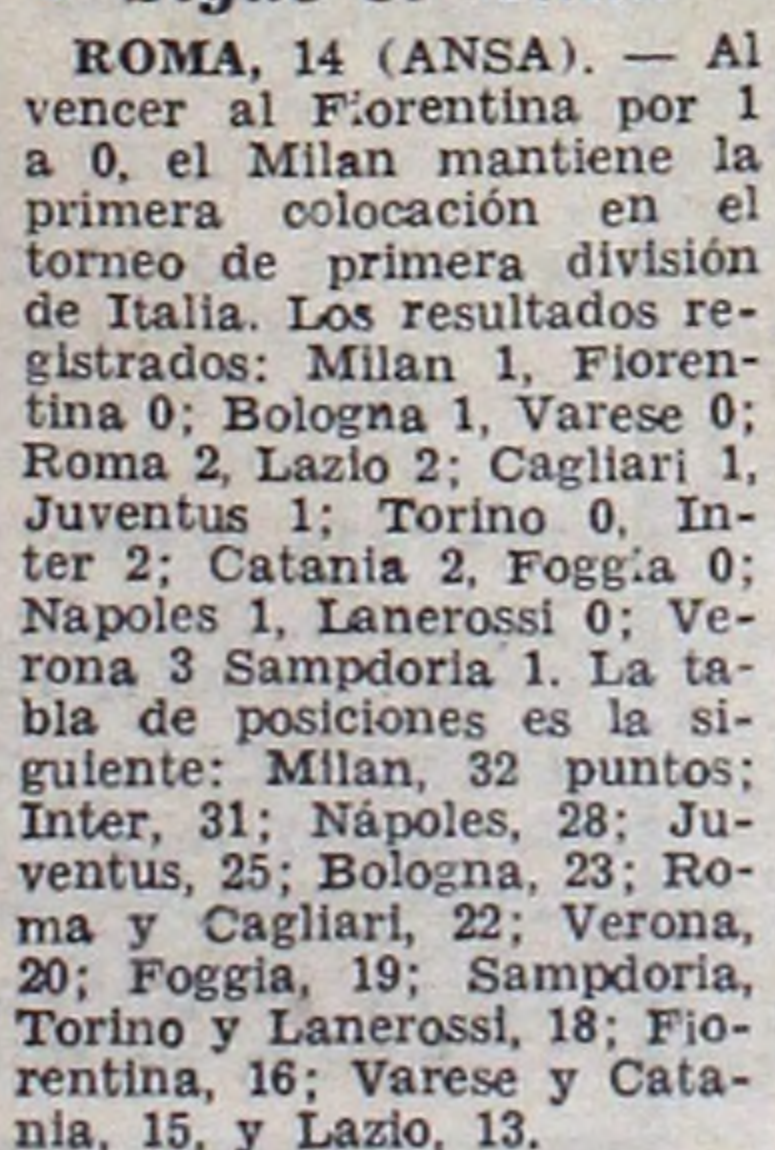 ROMA, 14 (ANSA). — Al
vencer al Fiorentina por 1
a 0, el Milan mantiene la
primera colocación en el
torneo de primera división
de Italia. Los resultados re-
gistrados: Milan 1, Fioren-
tina 0; Bologna 1, Varese 0;
Roma 2, Lazio 2; Cagliari 1,
Juventus 1; Torino 0, In-
ter 2; Catania 2, Foggia 0;
Napoles 1, Lanerossi 0; Ve-
rona 3 Sampdoria 1. La ta-
bla de posiciones es la si-
guiente: Milan, 32 puntos;
Inter, 31; Nápoles, 28; Ju-
ventus, 25; Bologna, 23; Ro-
ma y Cagliari, 22; Verona,
20; Foggia, 19; Sampdoria,
Torino y Lanerossi, 18; Fio-
rentina, 16; Varese y Cata-
nia, 15, y Lazio, 13.